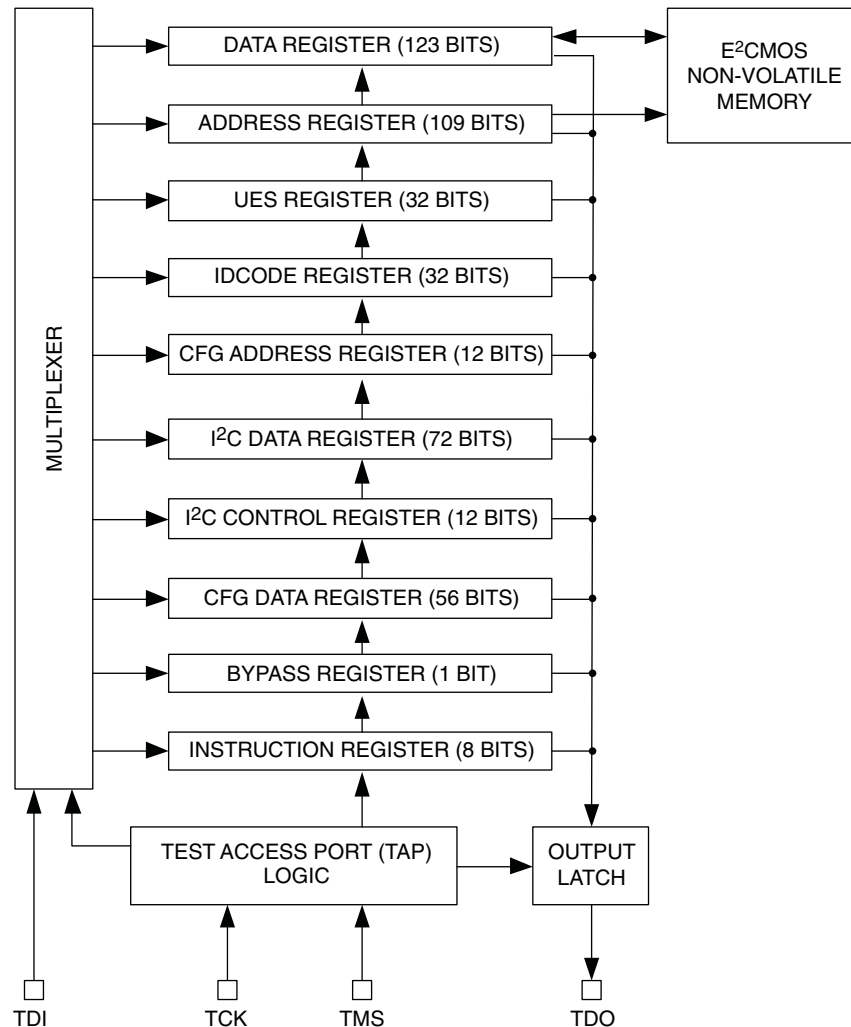 DATA REGISTER (123 BITS)
E²CMOS
NON-VOLATILE
MEMORY
ADDRESS REGISTER (109 BITS)
UES REGISTER (32 BITS)
IDCODE REGISTER (32 BITS)
CFG ADDRESS REGISTER (12 BITS)
MULTIPLEXER
I²C DATA REGISTER (72 BITS)
I²C CONTROL REGISTER (12 BITS)
CFG DATA REGISTER (56 BITS)
BYPASS REGISTER (1 BIT)
INSTRUCTION REGISTER (8 BITS)
TEST ACCESS PORT (TAP)
LOGIC
OUTPUT
LATCH
TDI
TCK
TMS
TDO